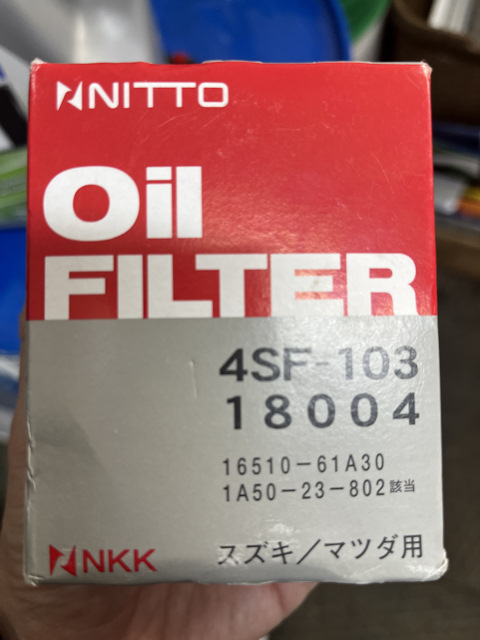 NITTO
Oil
FILTER
4SF-103
18004
16510-61A30
1A50-23-802該当
NKK スズキ/マツダ用